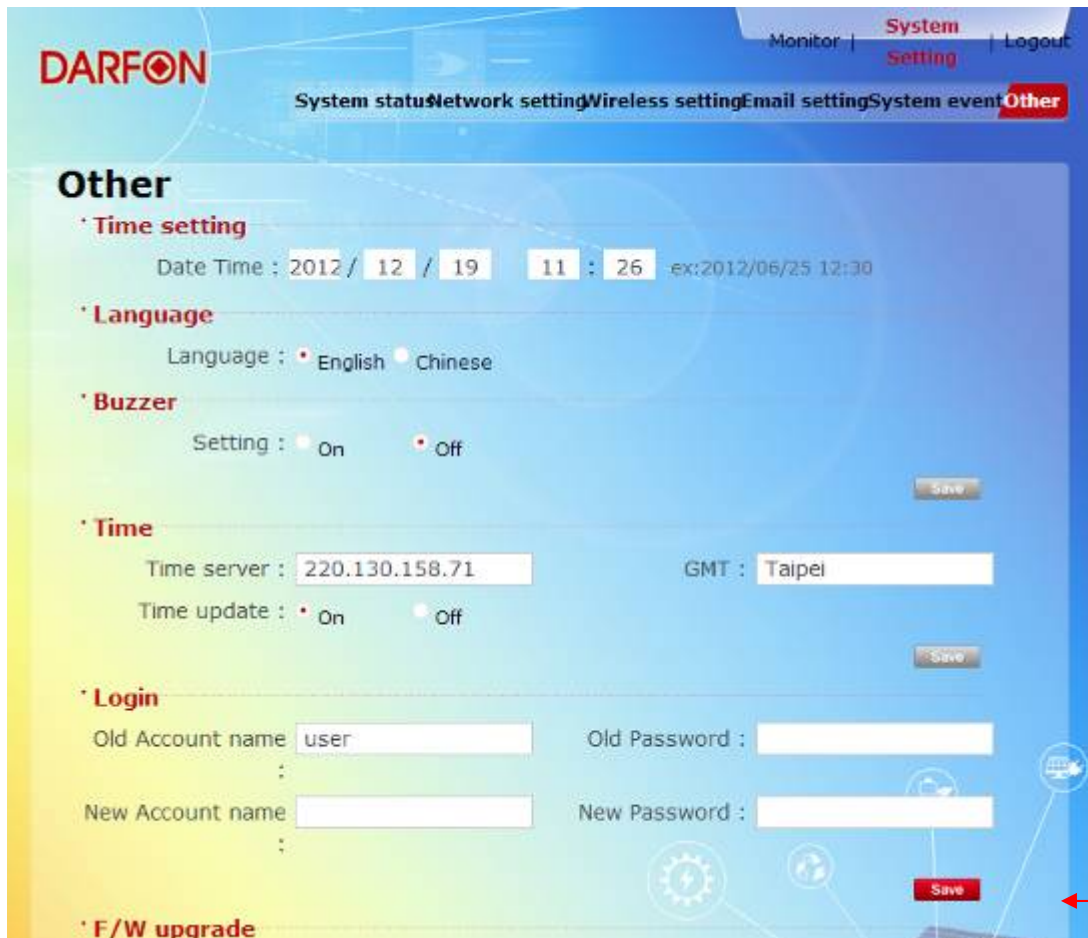 System
Monitor | Setting | Logout
DARFON
System status Network setting Wireless setting Email setting System event Other
Other
Time setting
Date Time : 2012 / 12 / 19 11 : 26 ex:2012/06/25 12:30
Language
Language : English Chinese
Buzzer
Setting : On Off
Save
Time
Time server : 220.130.158.71 GMT : Taipei
Time update : On Off
Save
Login
Old Account name : user Old Password :
New Account name : New Password :
Save
F/W upgrade